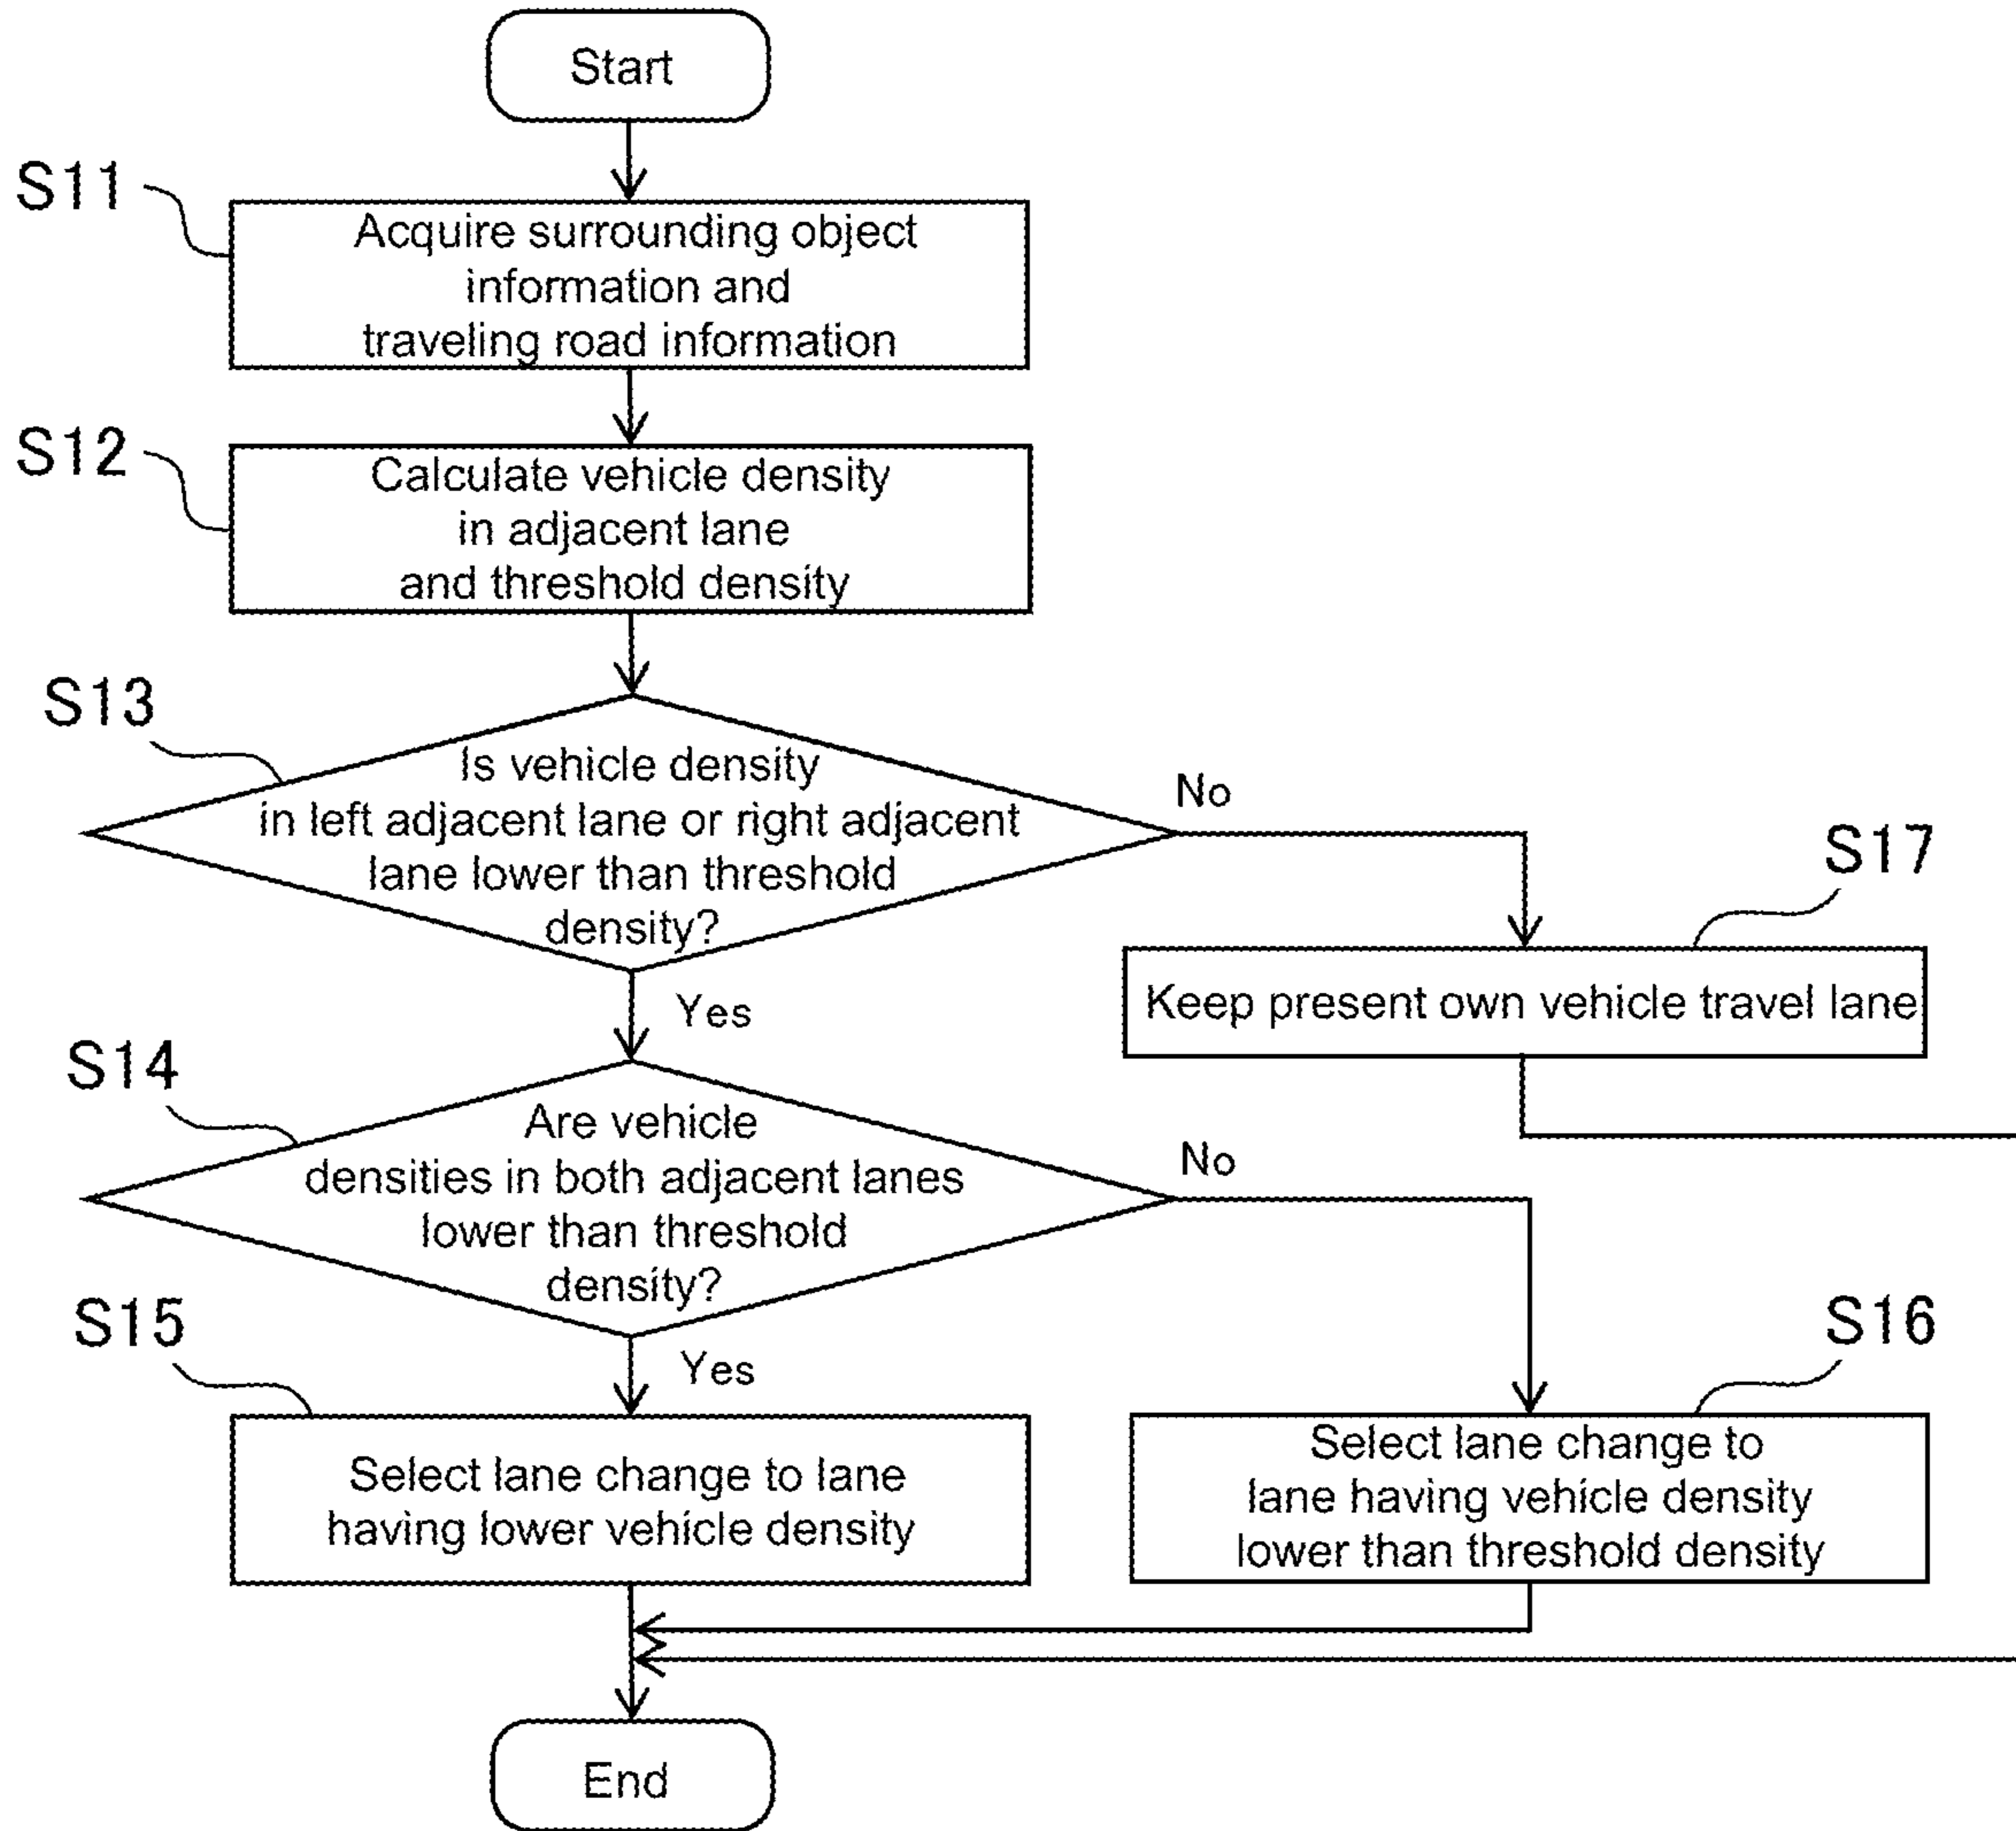 Start
S11
Acquire surrounding object
information and
traveling road information
S12
Calculate vehicle density
in adjacent lane
and threshold density
S13
Is vehicle density
in left adjacent lane or right adjacent
lane lower than threshold
density?
No
S17
Keep present own vehicle travel lane
Yes
S14
Are vehicle
densities in both adjacent lanes
lower than threshold
density?
No
S15
Yes
S16
Select lane change to lane
having lower vehicle density
Select lane change to
lane having vehicle density
lower than threshold density
End